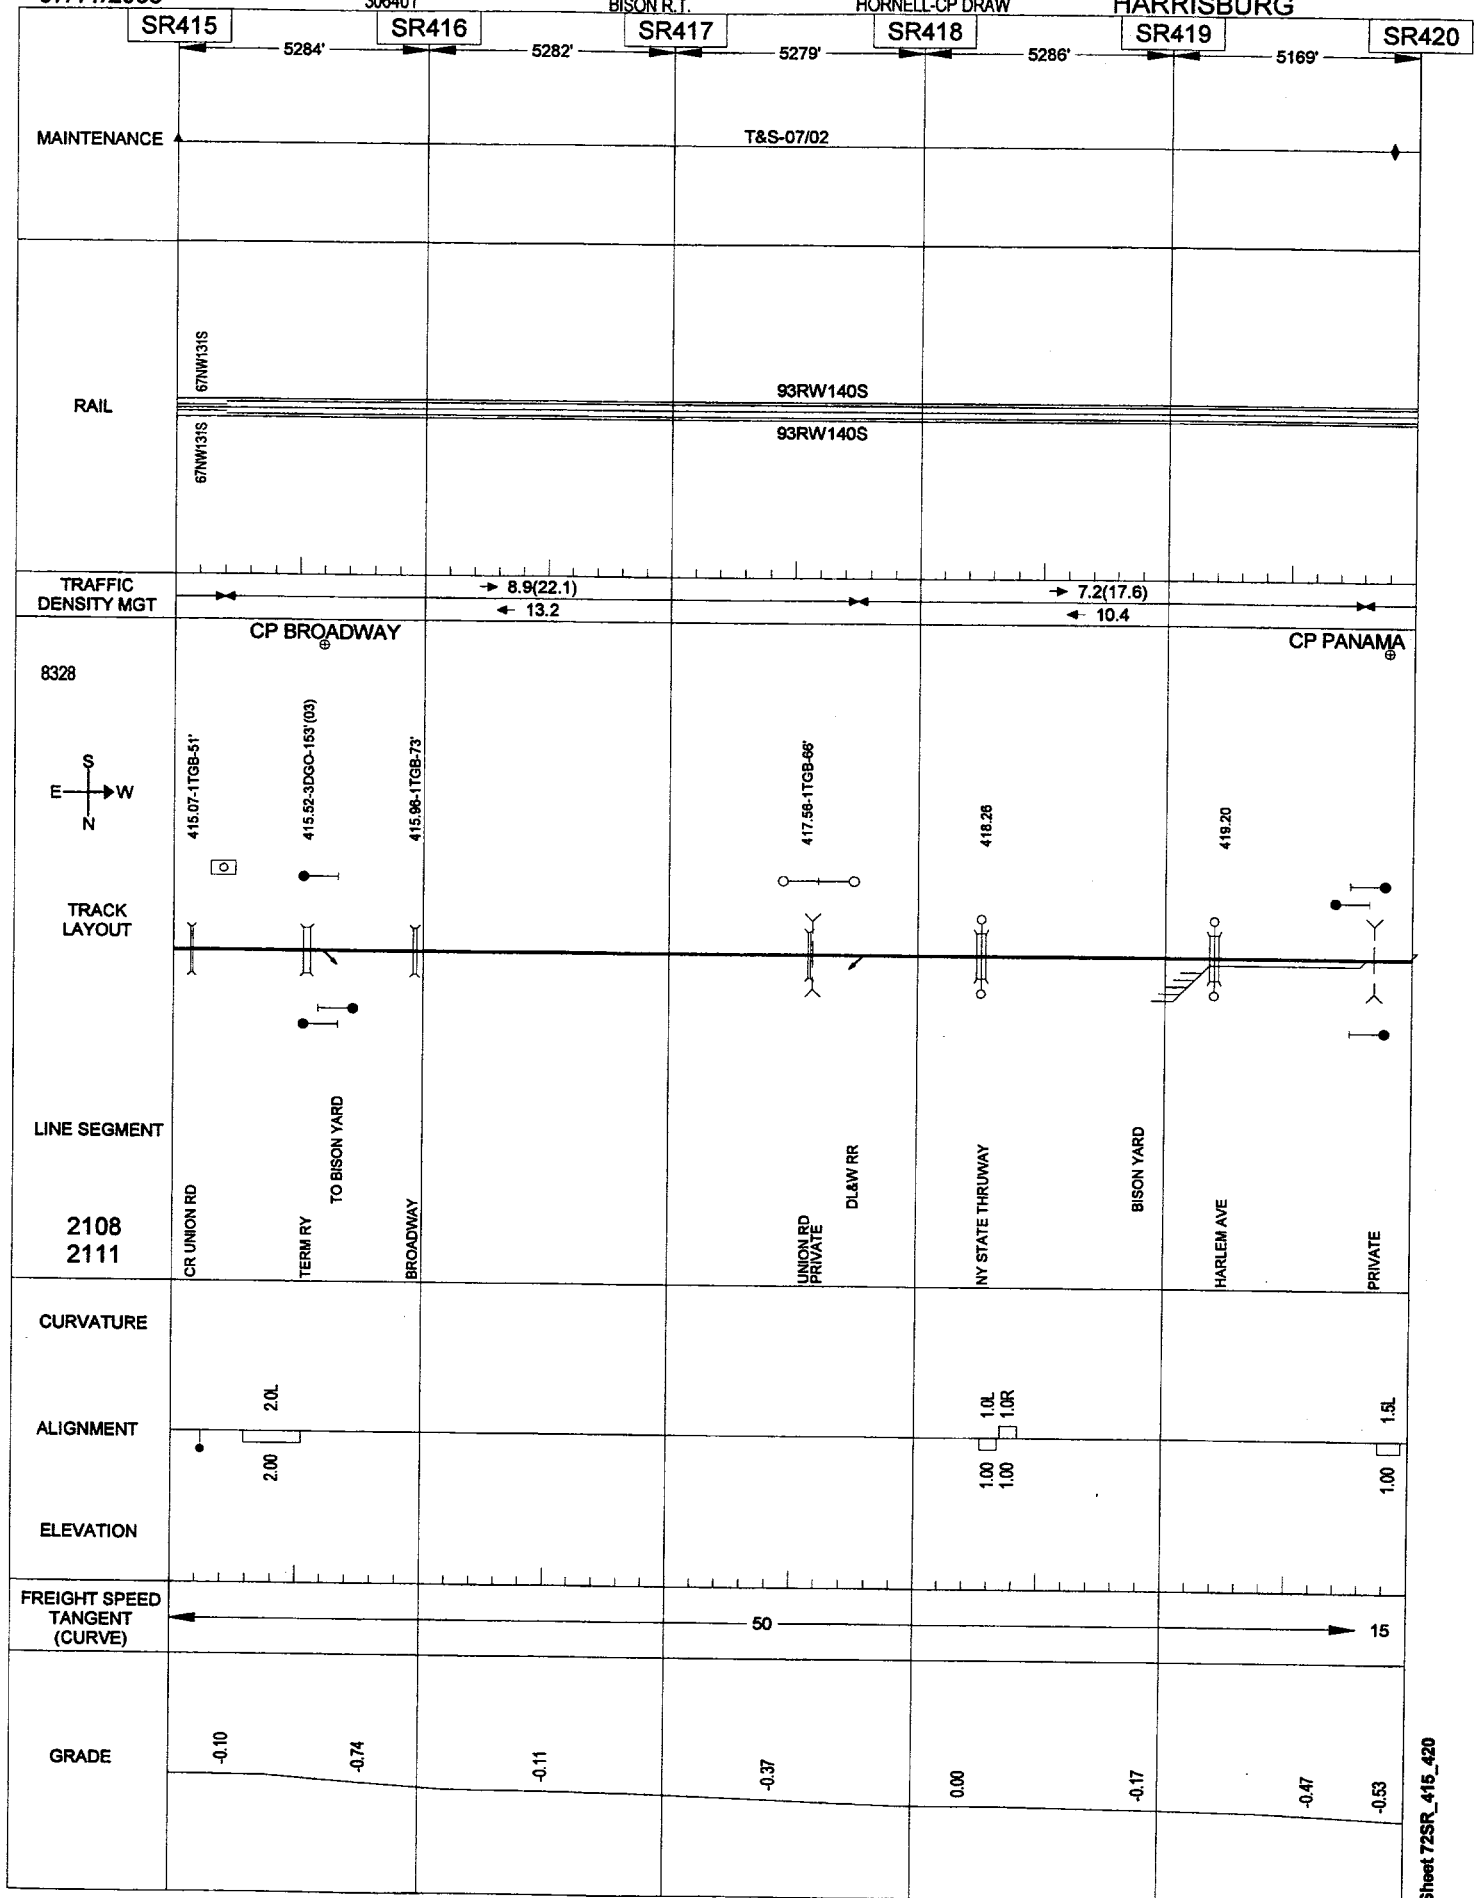 306401
BISON R.T.
HORNELL-CP DRAW
HARRISBURG
SR415
SR416
SR417
SR418
SR419
SR420
5284'
5282'
5279'
5286'
5169'
MAINTENANCE
T&S-07/02
RAIL
67NW131S
67NW131S
93RW140S
93RW140S
TRAFFIC
DENSITY MGT
8.9(22.1)
13.2
7.2(17.6)
10.4
CP BROADWAY
CP PANAMA
8328
S
E
W
N
415.07-1TGB-51'
415.52-3DGO-153'(03)
415.96-1TGB-73'
417.56-1TGB-66'
418.26
419.20
TRACK
LAYOUT
LINE SEGMENT
2108
2111
CR UNION RD
TERM RY
TO BISON YARD
BROADWAY
UNION RD
PRIVATE
DL&W RR
NY STATE THRUWAY
BISON YARD
HARLEM AVE
PRIVATE
CURVATURE
2.0L
1.0L
1.0R
1.5L
ALIGNMENT
2.00
1.00
1.00
1.00
ELEVATION
FREIGHT SPEED
TANGENT
(CURVE)
50
15
GRADE
-0.10
-0.74
-0.11
-0.37
0.00
-0.17
-0.47
-0.53
Sheet 72SR_415_420